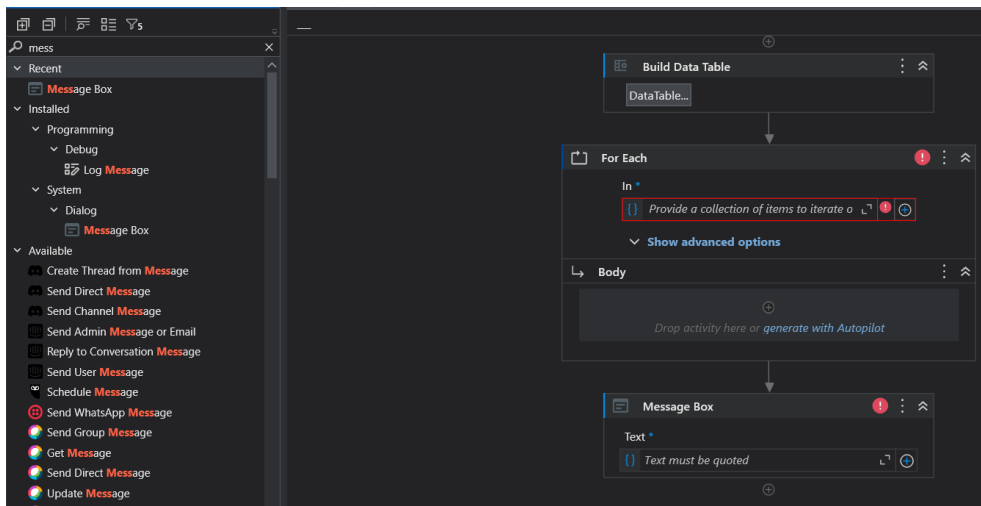 5
mess
Recent
Message Box
Installed
Programming
Debug
Log Message
System
Dialog
Message Box
Available
Create Thread from Message
Send Direct Message
Send Channel Message
Send Admin Message or Email
Reply to Conversation Message
Send User Message
Schedule Message
Send WhatsApp Message
Send Group Message
Get Message
Send Direct Message
Update Message
Build Data Table
DataTable...
For Each
In *
Provide a collection of items to iterate o
Show advanced options
Body
Drop activity here or generate with Autopilot
Message Box
Text *
Text must be quoted